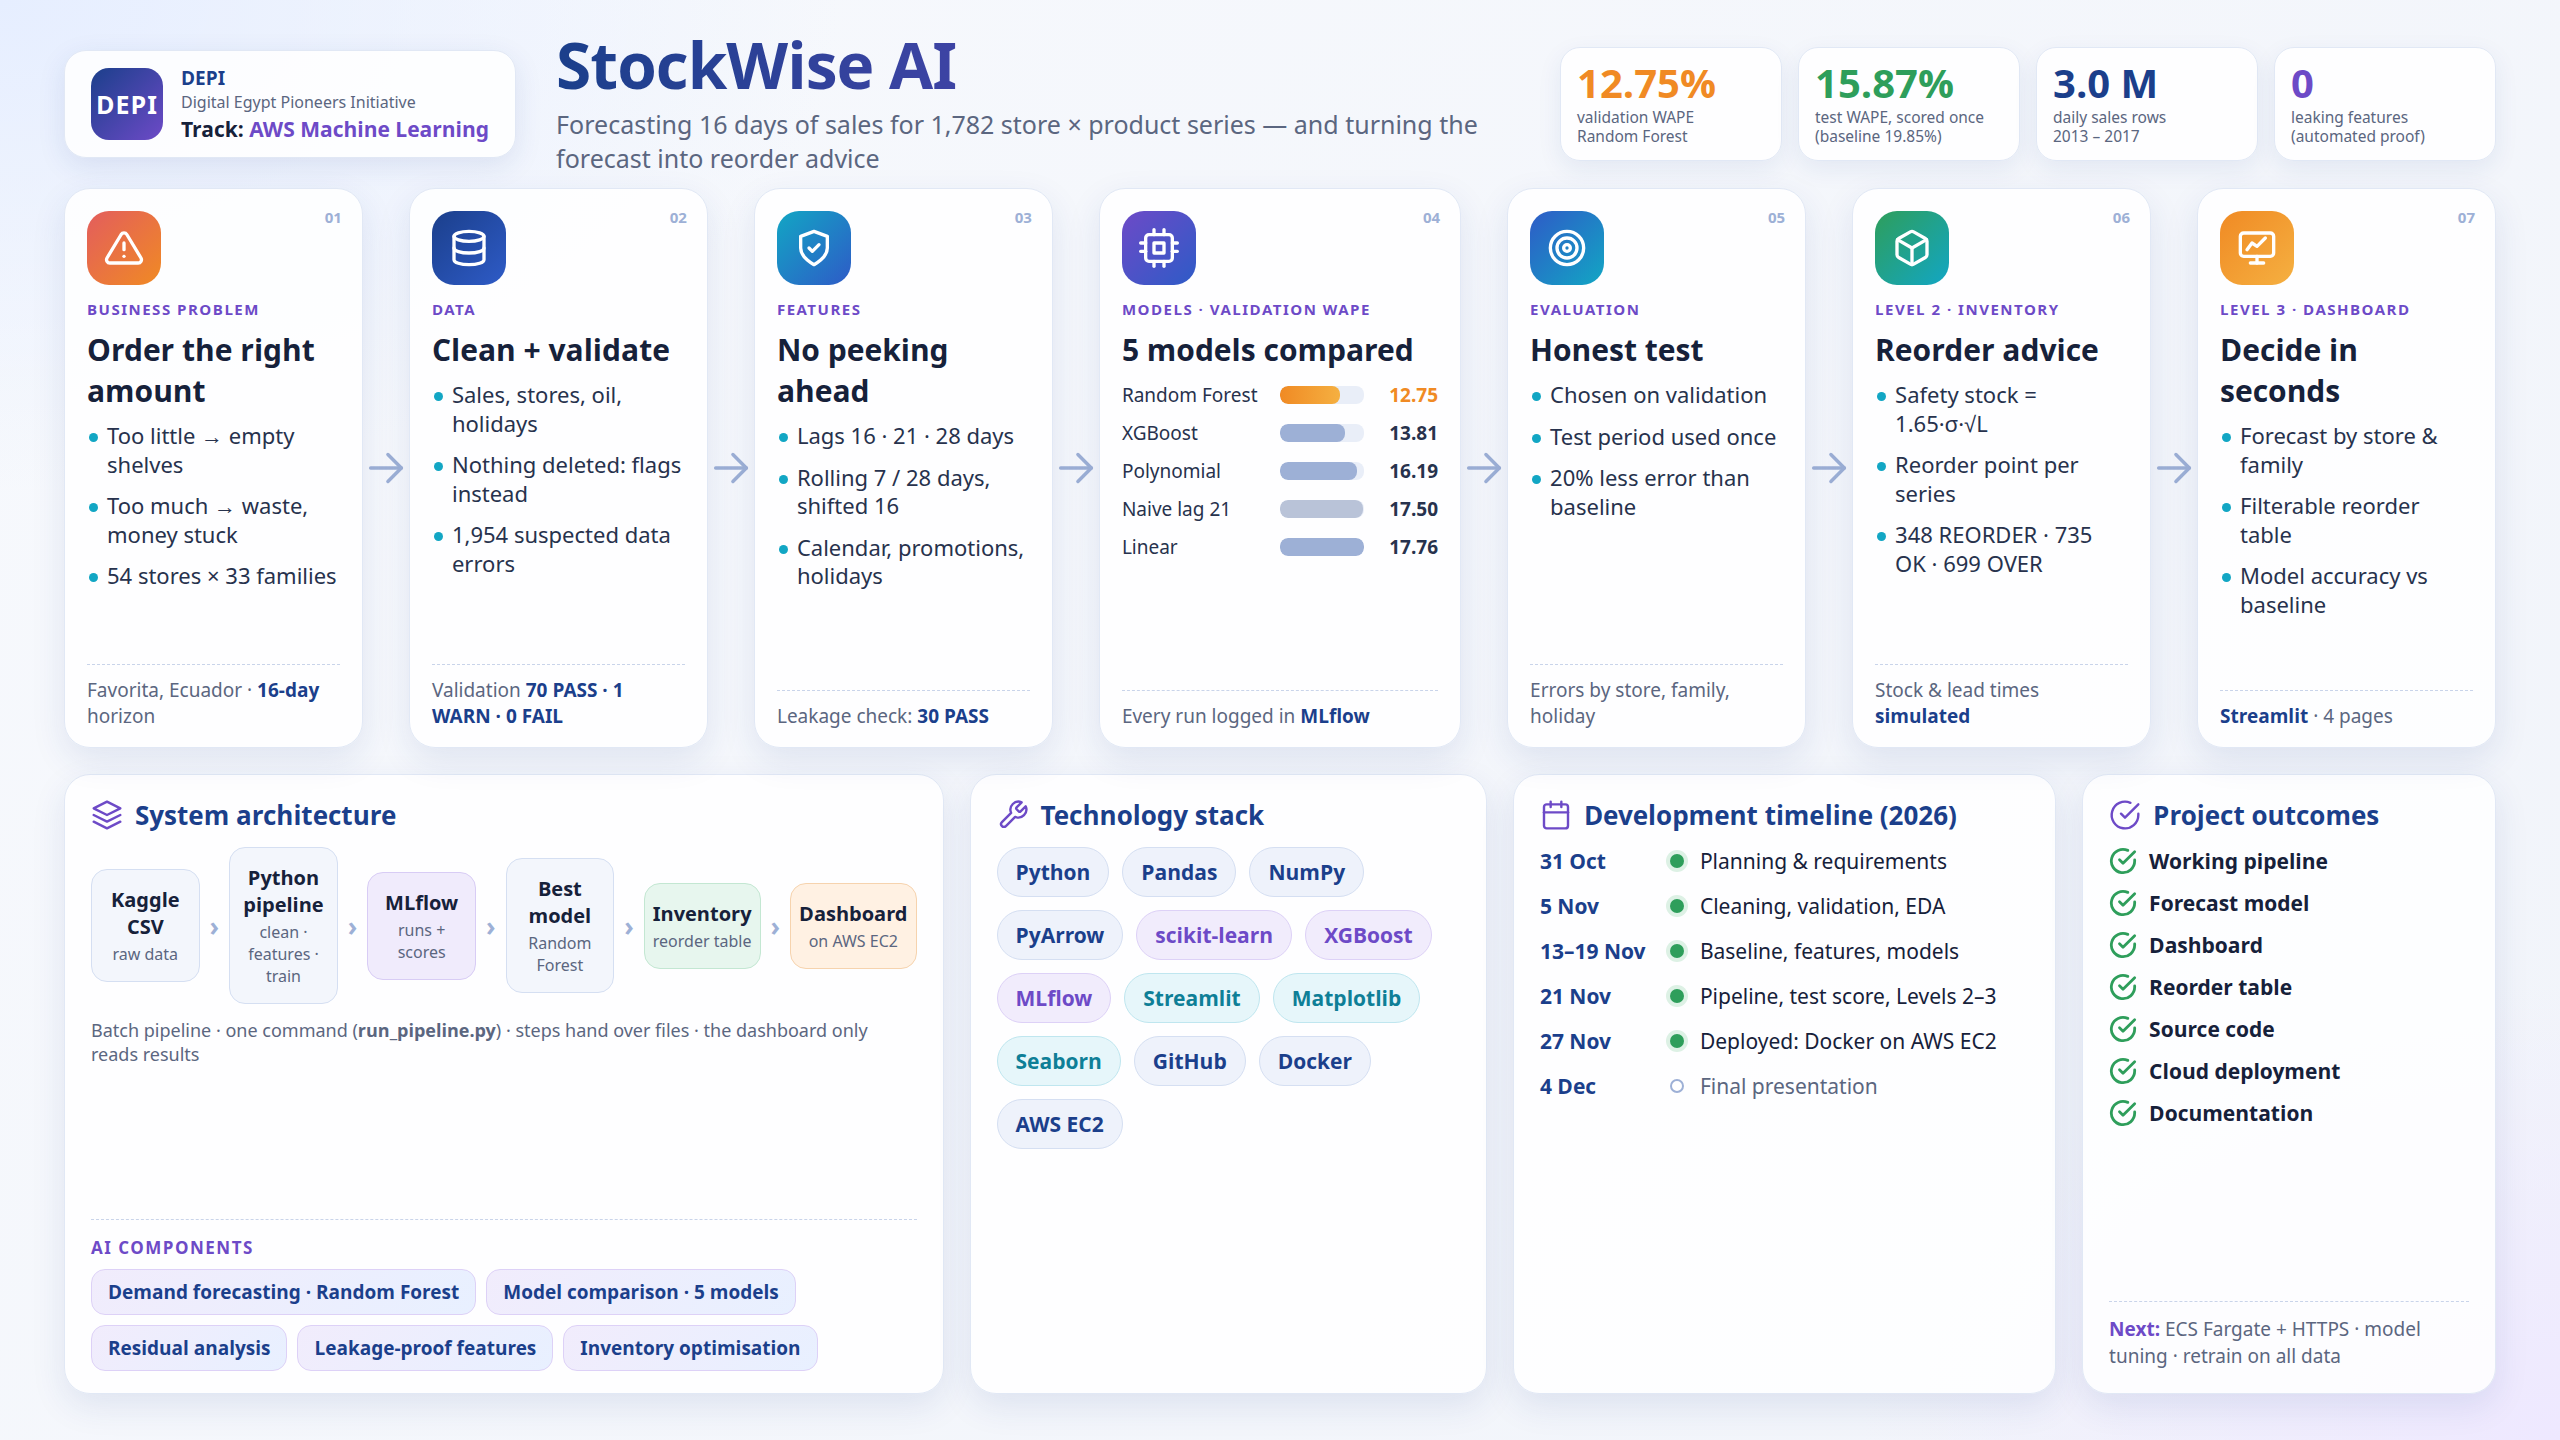 DEPI
DEPI
Digital Egypt Pioneers Initiative
Track: AWS Machine Learning
StockWise AI
Forecasting 16 days of sales for 1,782 store × product series — and turning the
forecast into reorder advice
12.75%
validation WAPE
Random Forest
15.87%
test WAPE, scored once
(baseline 19.85%)
3.0 M
daily sales rows
2013 – 2017
0
leaking features
(automated proof)
01
BUSINESS PROBLEM
Order the right
amount
Too little → empty
shelves
Too much → waste,
money stuck
54 stores × 33 families
Favorita, Ecuador · 16-day
horizon
02
DATA
Clean + validate
Sales, stores, oil,
holidays
Nothing deleted: flags
instead
1,954 suspected data
errors
Validation 70 PASS · 1
WARN · 0 FAIL
03
FEATURES
No peeking
ahead
Lags 16 · 21 · 28 days
Rolling 7 / 28 days,
shifted 16
Calendar, promotions,
holidays
Leakage check: 30 PASS
04
MODELS · VALIDATION WAPE
5 models compared
Random Forest 12.75
XGBoost 13.81
Polynomial 16.19
Naive lag 21 17.50
Linear 17.76
Every run logged in MLflow
05
EVALUATION
Honest test
Chosen on validation
Test period used once
20% less error than
baseline
Errors by store, family,
holiday
06
LEVEL 2 · INVENTORY
Reorder advice
Safety stock =
1.65·σ·√L
Reorder point per
series
348 REORDER · 735
OK · 699 OVER
Stock & lead times
simulated
07
LEVEL 3 · DASHBOARD
Decide in
seconds
Forecast by store &
family
Filterable reorder
table
Model accuracy vs
baseline
Streamlit · 4 pages
System architecture
Kaggle
CSV
raw data
›
Python
pipeline
clean ·
features ·
train
›
MLflow
runs +
scores
›
Best
model
Random
Forest
›
Inventory
reorder table
›
Dashboard
on AWS EC2
Batch pipeline · one command (run_pipeline.py) · steps hand over files · the dashboard only
reads results
AI COMPONENTS
Demand forecasting · Random Forest
Model comparison · 5 models
Residual analysis
Leakage-proof features
Inventory optimisation
Technology stack
Python
Pandas
NumPy
PyArrow
scikit-learn
XGBoost
MLflow
Streamlit
Matplotlib
Seaborn
GitHub
Docker
AWS EC2
Development timeline (2026)
31 Oct Planning & requirements
5 Nov Cleaning, validation, EDA
13–19 Nov Baseline, features, models
21 Nov Pipeline, test score, Levels 2–3
27 Nov Deployed: Docker on AWS EC2
4 Dec Final presentation
Project outcomes
Working pipeline
Forecast model
Dashboard
Reorder table
Source code
Cloud deployment
Documentation
Next: ECS Fargate + HTTPS · model
tuning · retrain on all data